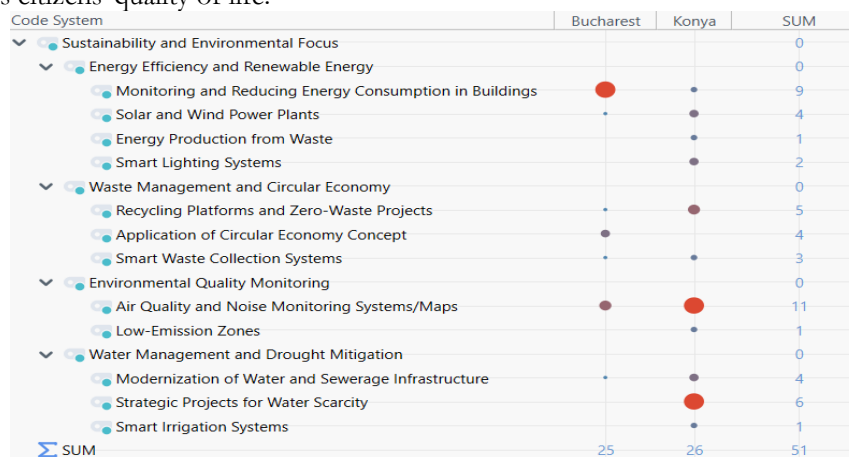 s citizens' quality of life.
Code System Bucharest Konya SUM
Sustainability and Environmental Focus 0
Energy Efficiency and Renewable Energy 0
Monitoring and Reducing Energy Consumption in Buildings 9
Solar and Wind Power Plants 4
Energy Production from Waste 1
Smart Lighting Systems 2
Waste Management and Circular Economy 0
Recycling Platforms and Zero-Waste Projects 5
Application of Circular Economy Concept 4
Smart Waste Collection Systems 3
Environmental Quality Monitoring 0
Air Quality and Noise Monitoring Systems/Maps 11
Low-Emission Zones 1
Water Management and Drought Mitigation 0
Modernization of Water and Sewerage Infrastructure 4
Strategic Projects for Water Scarcity 6
Smart Irrigation Systems 1
Σ SUM 25 26 51